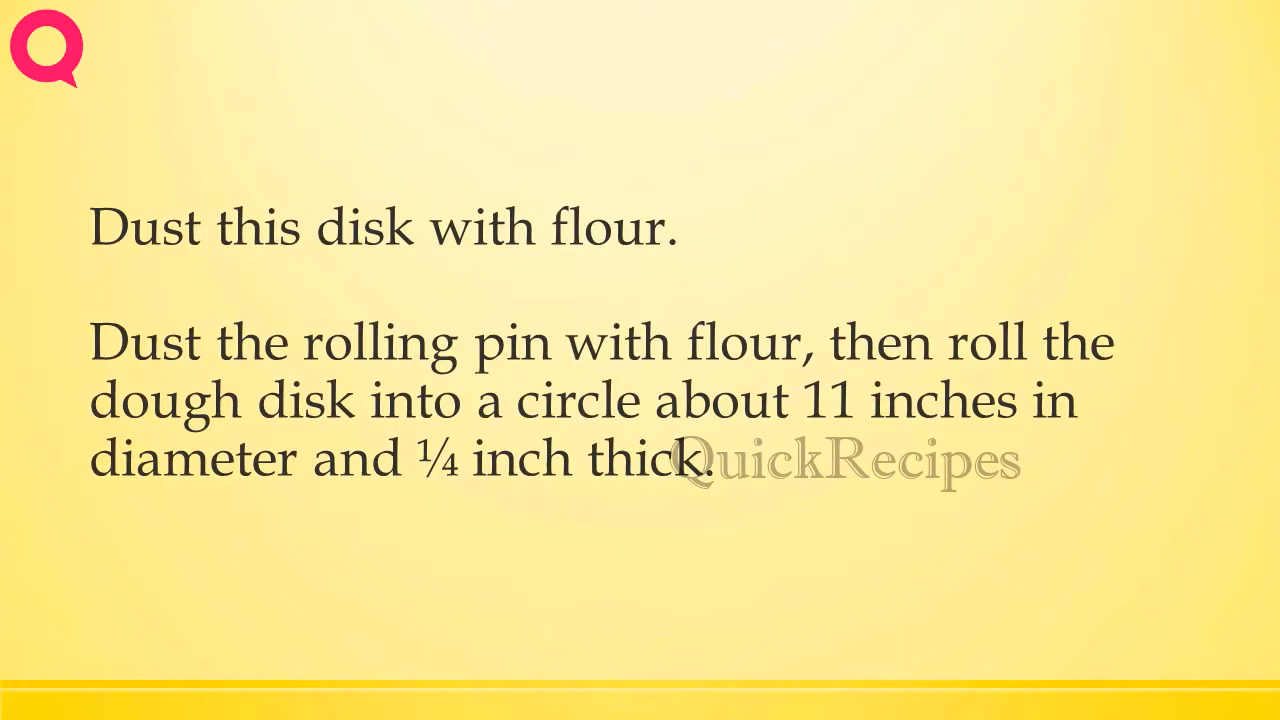 Dust this disk with flour.
Dust the rolling pin with flour, then roll the
dough disk into a circle about 11 inches in
diameter and ¼ inch thick.
QuickRecipes